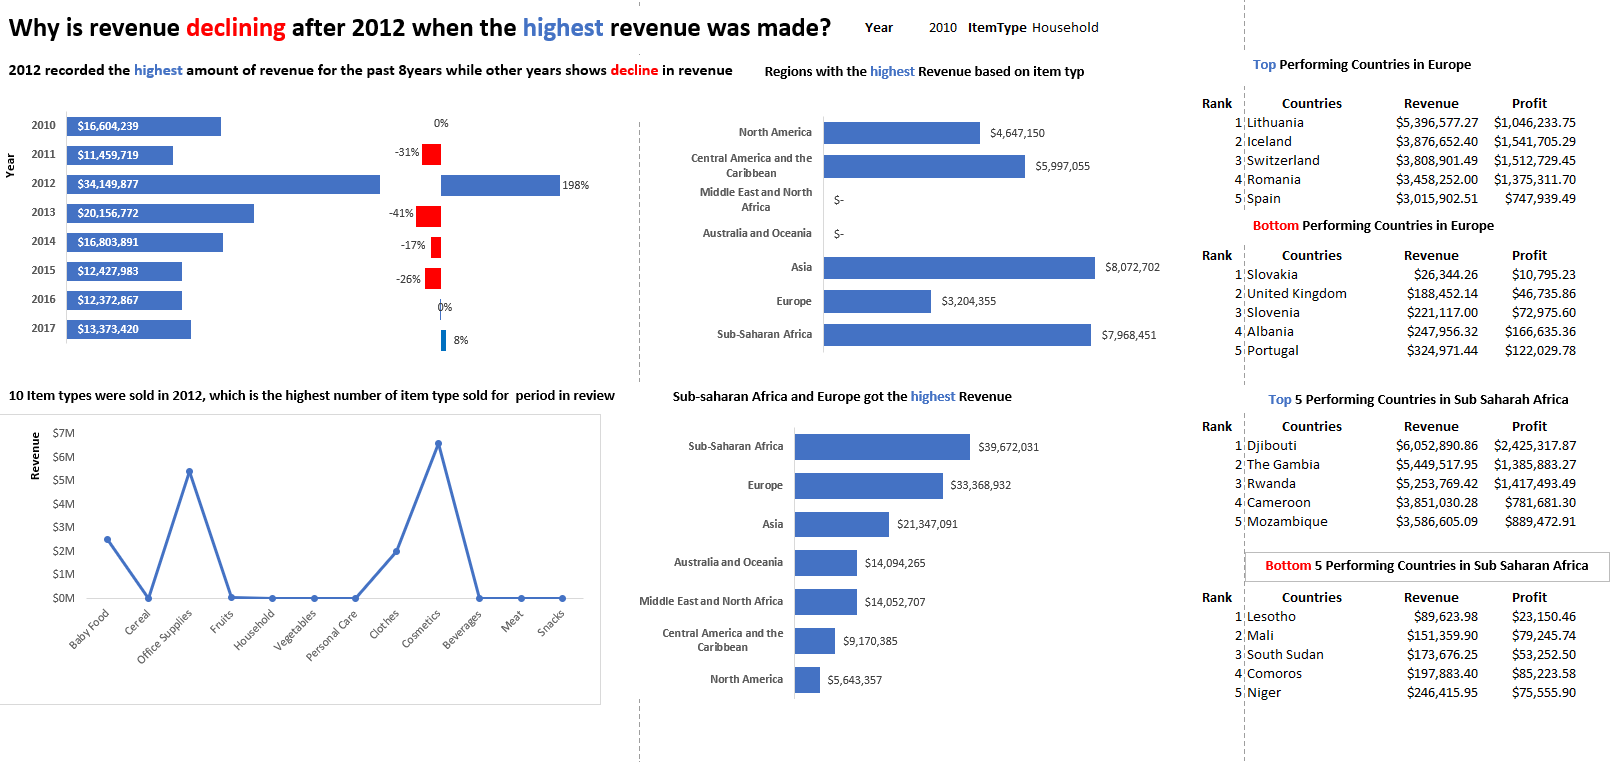 Why is revenue declining after 2012 when the highest revenue was made?
Year 2010 ItemType Household
2012 recorded the highest amount of revenue for the past 8years while other years shows decline in revenue
Year
2010 $16,604,239 0%
2011 $11,459,719 -31%
2012 $34,149,877 198%
2013 $20,156,772 -41%
2014 $16,803,891 -17%
2015 $12,427,983 -26%
2016 $12,372,867 0%
2017 $13,373,420 8%
Regions with the highest Revenue based on item typ
North America $4,647,150
Central America and the
Caribbean $5,997,055
Middle East and North
Africa $-
Australia and Oceania $-
Asia $8,072,702
Europe $3,204,355
Sub-Saharan Africa $7,968,451
Top Performing Countries in Europe
Rank Countries Revenue Profit
1 Lithuania $5,396,577.27 $1,046,233.75
2 Iceland $3,876,652.40 $1,541,705.29
3 Switzerland $3,808,901.49 $1,512,729.45
4 Romania $3,458,252.00 $1,375,311.70
5 Spain $3,015,902.51 $747,939.49
Bottom Performing Countries in Europe
Rank Countries Revenue Profit
1 Slovakia $26,344.26 $10,795.23
2 United Kingdom $188,452.14 $46,735.86
3 Slovenia $221,117.00 $72,975.60
4 Albania $247,956.32 $166,635.36
5 Portugal $324,971.44 $122,029.78
10 Item types were sold in 2012, which is the highest number of item type sold for period in review
Revenue
$7M
$6M
$5M
$4M
$3M
$2M
$1M
$0M
Baby Food
Cereal
Office Supplies
Fruits
Household
Vegetables
Personal Care
Clothes
Cosmetics
Beverages
Meat
Snacks
Sub-saharan Africa and Europe got the highest Revenue
Sub-Saharan Africa $39,672,031
Europe $33,368,932
Asia $21,347,091
Australia and Oceania $14,094,265
Middle East and North Africa $14,052,707
Central America and the
Caribbean $9,170,385
North America $5,643,357
Top 5 Performing Countries in Sub Saharah Africa
Rank Countries Revenue Profit
1 Djibouti $6,052,890.86 $2,425,317.87
2 The Gambia $5,449,517.95 $1,385,883.27
3 Rwanda $5,253,769.42 $1,417,493.49
4 Cameroon $3,851,030.28 $781,681.30
5 Mozambique $3,586,605.09 $889,472.91
Bottom 5 Performing Countries in Sub Saharan Africa
Rank Countries Revenue Profit
1 Lesotho $89,623.98 $23,150.46
2 Mali $151,359.90 $79,245.74
3 South Sudan $173,676.25 $53,252.50
4 Comoros $197,883.40 $85,223.58
5 Niger $246,415.95 $75,555.90